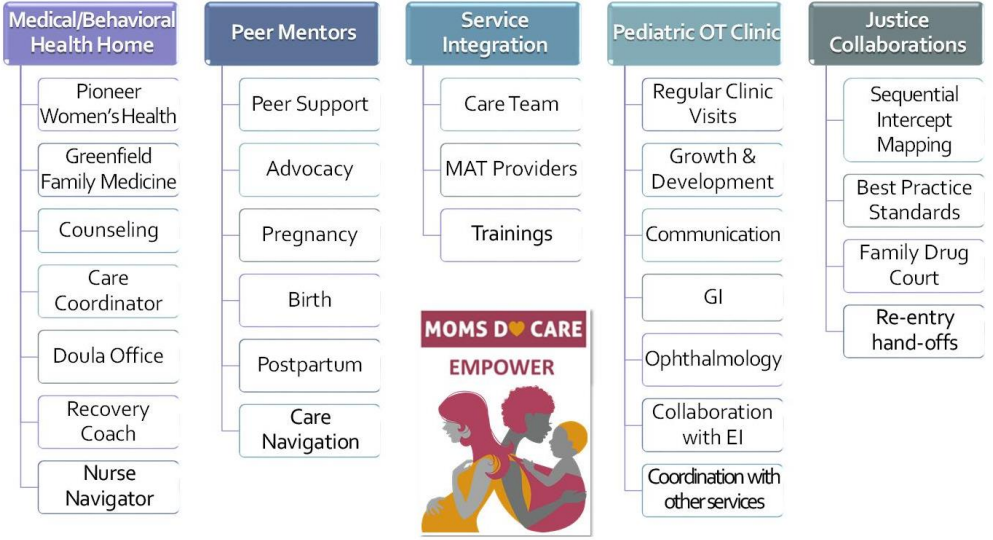 Medical/Behavioral
Health Home
Pioneer
Women's Health
Greenfield
Family Medicine
Counseling
Care
Coordinator
Doula Office
Recovery
Coach
Nurse
Navigator
Peer Mentors
Peer Support
Advocacy
Pregnancy
Birth
Postpartum
Care
Navigation
Service
Integration
Care Team
MAT Providers
Trainings
MOMS DO CARE
EMPOWER
Pediatric OT Clinic
Regular Clinic
Visits
Growth &
Development
Communication
GI
Ophthalmology
Collaboration
with EI
Coordination with
other services
Justice
Collaborations
Sequential
Intercept
Mapping
Best Practice
Standards
Family Drug
Court
Re-entry
hand-offs